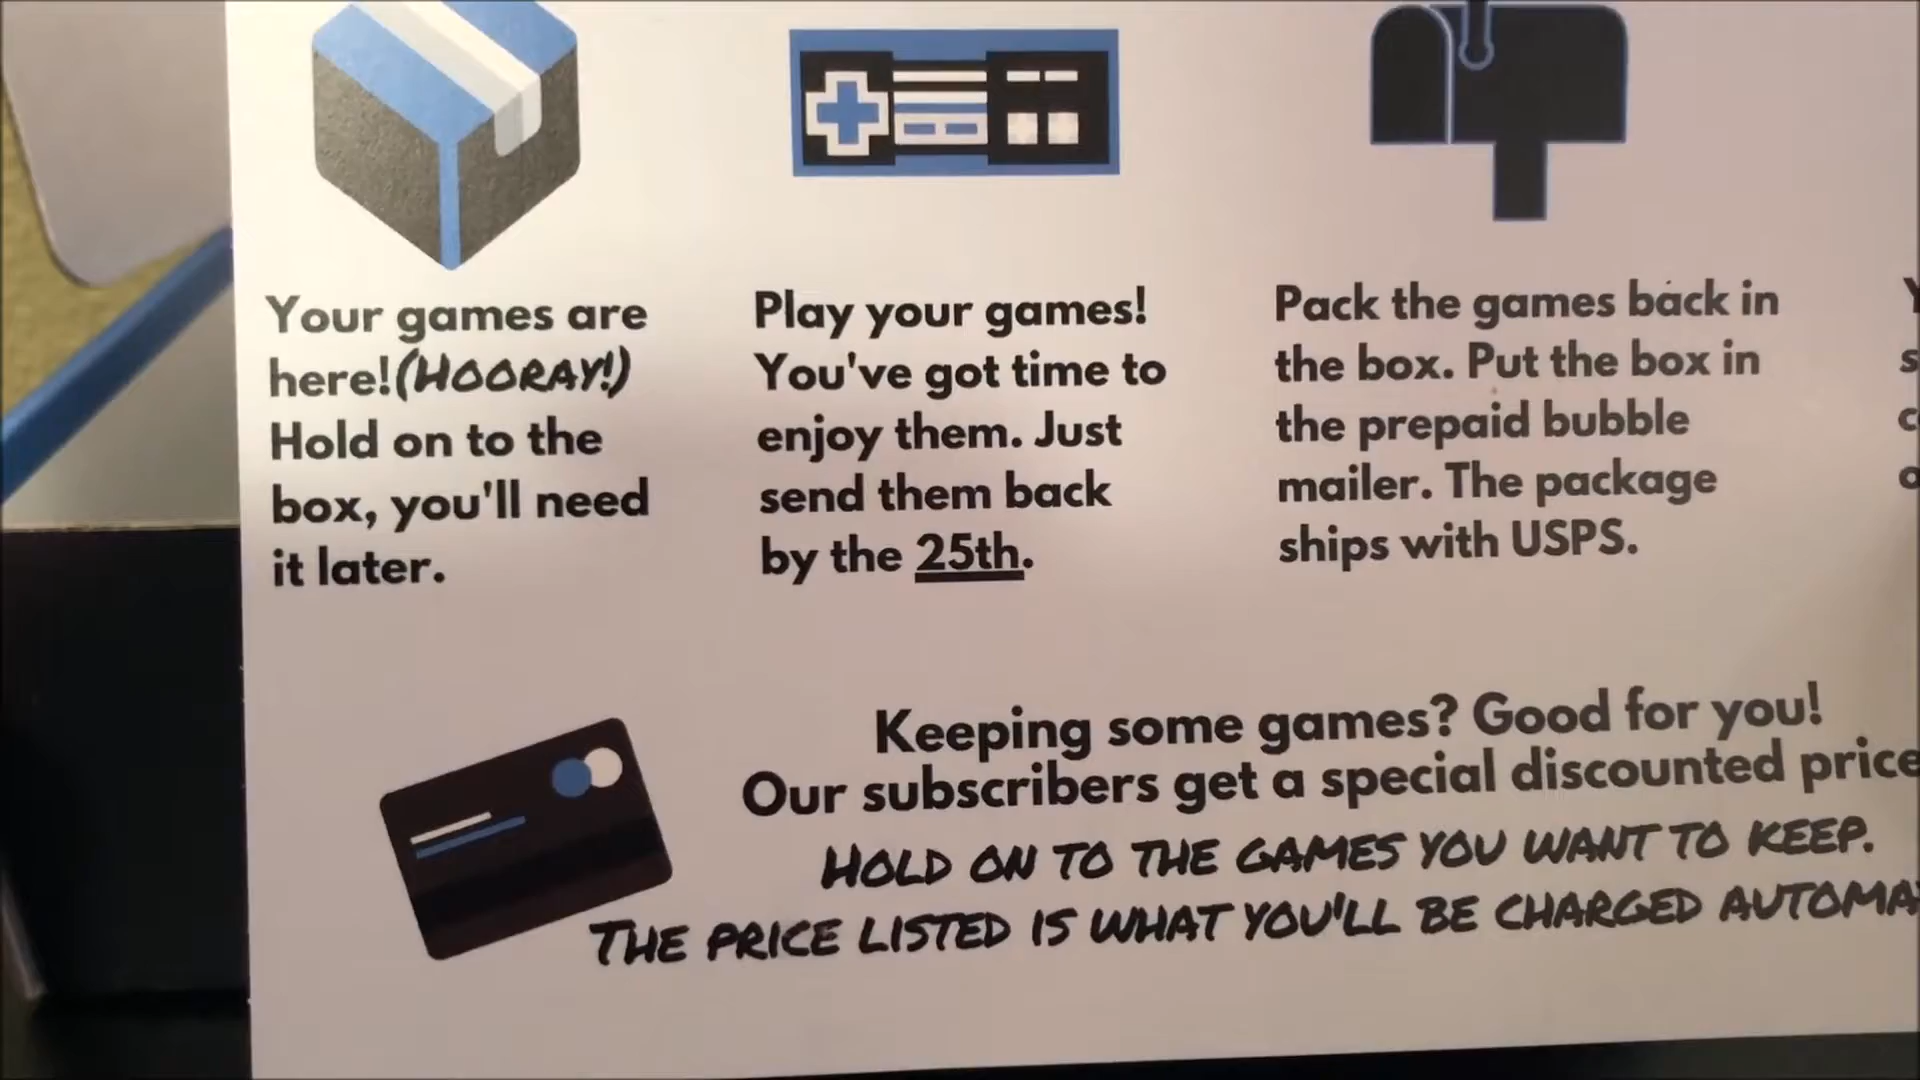 Your games are
here!(HOORAY!)
Hold on to the
box, you'll need
it later.
Play your games!
You've got time to
enjoy them. Just
send them back
by the 25th.
Pack the games back in
the box. Put the box in
the prepaid bubble
mailer. The package
ships with USPS.
Keeping some games? Good for you!
Our subscribers get a special discounted price
HOLD ON TO THE GAMES YOU WANT TO KEEP.
THE PRICE LISTED IS WHAT YOU'LL BE CHARGED